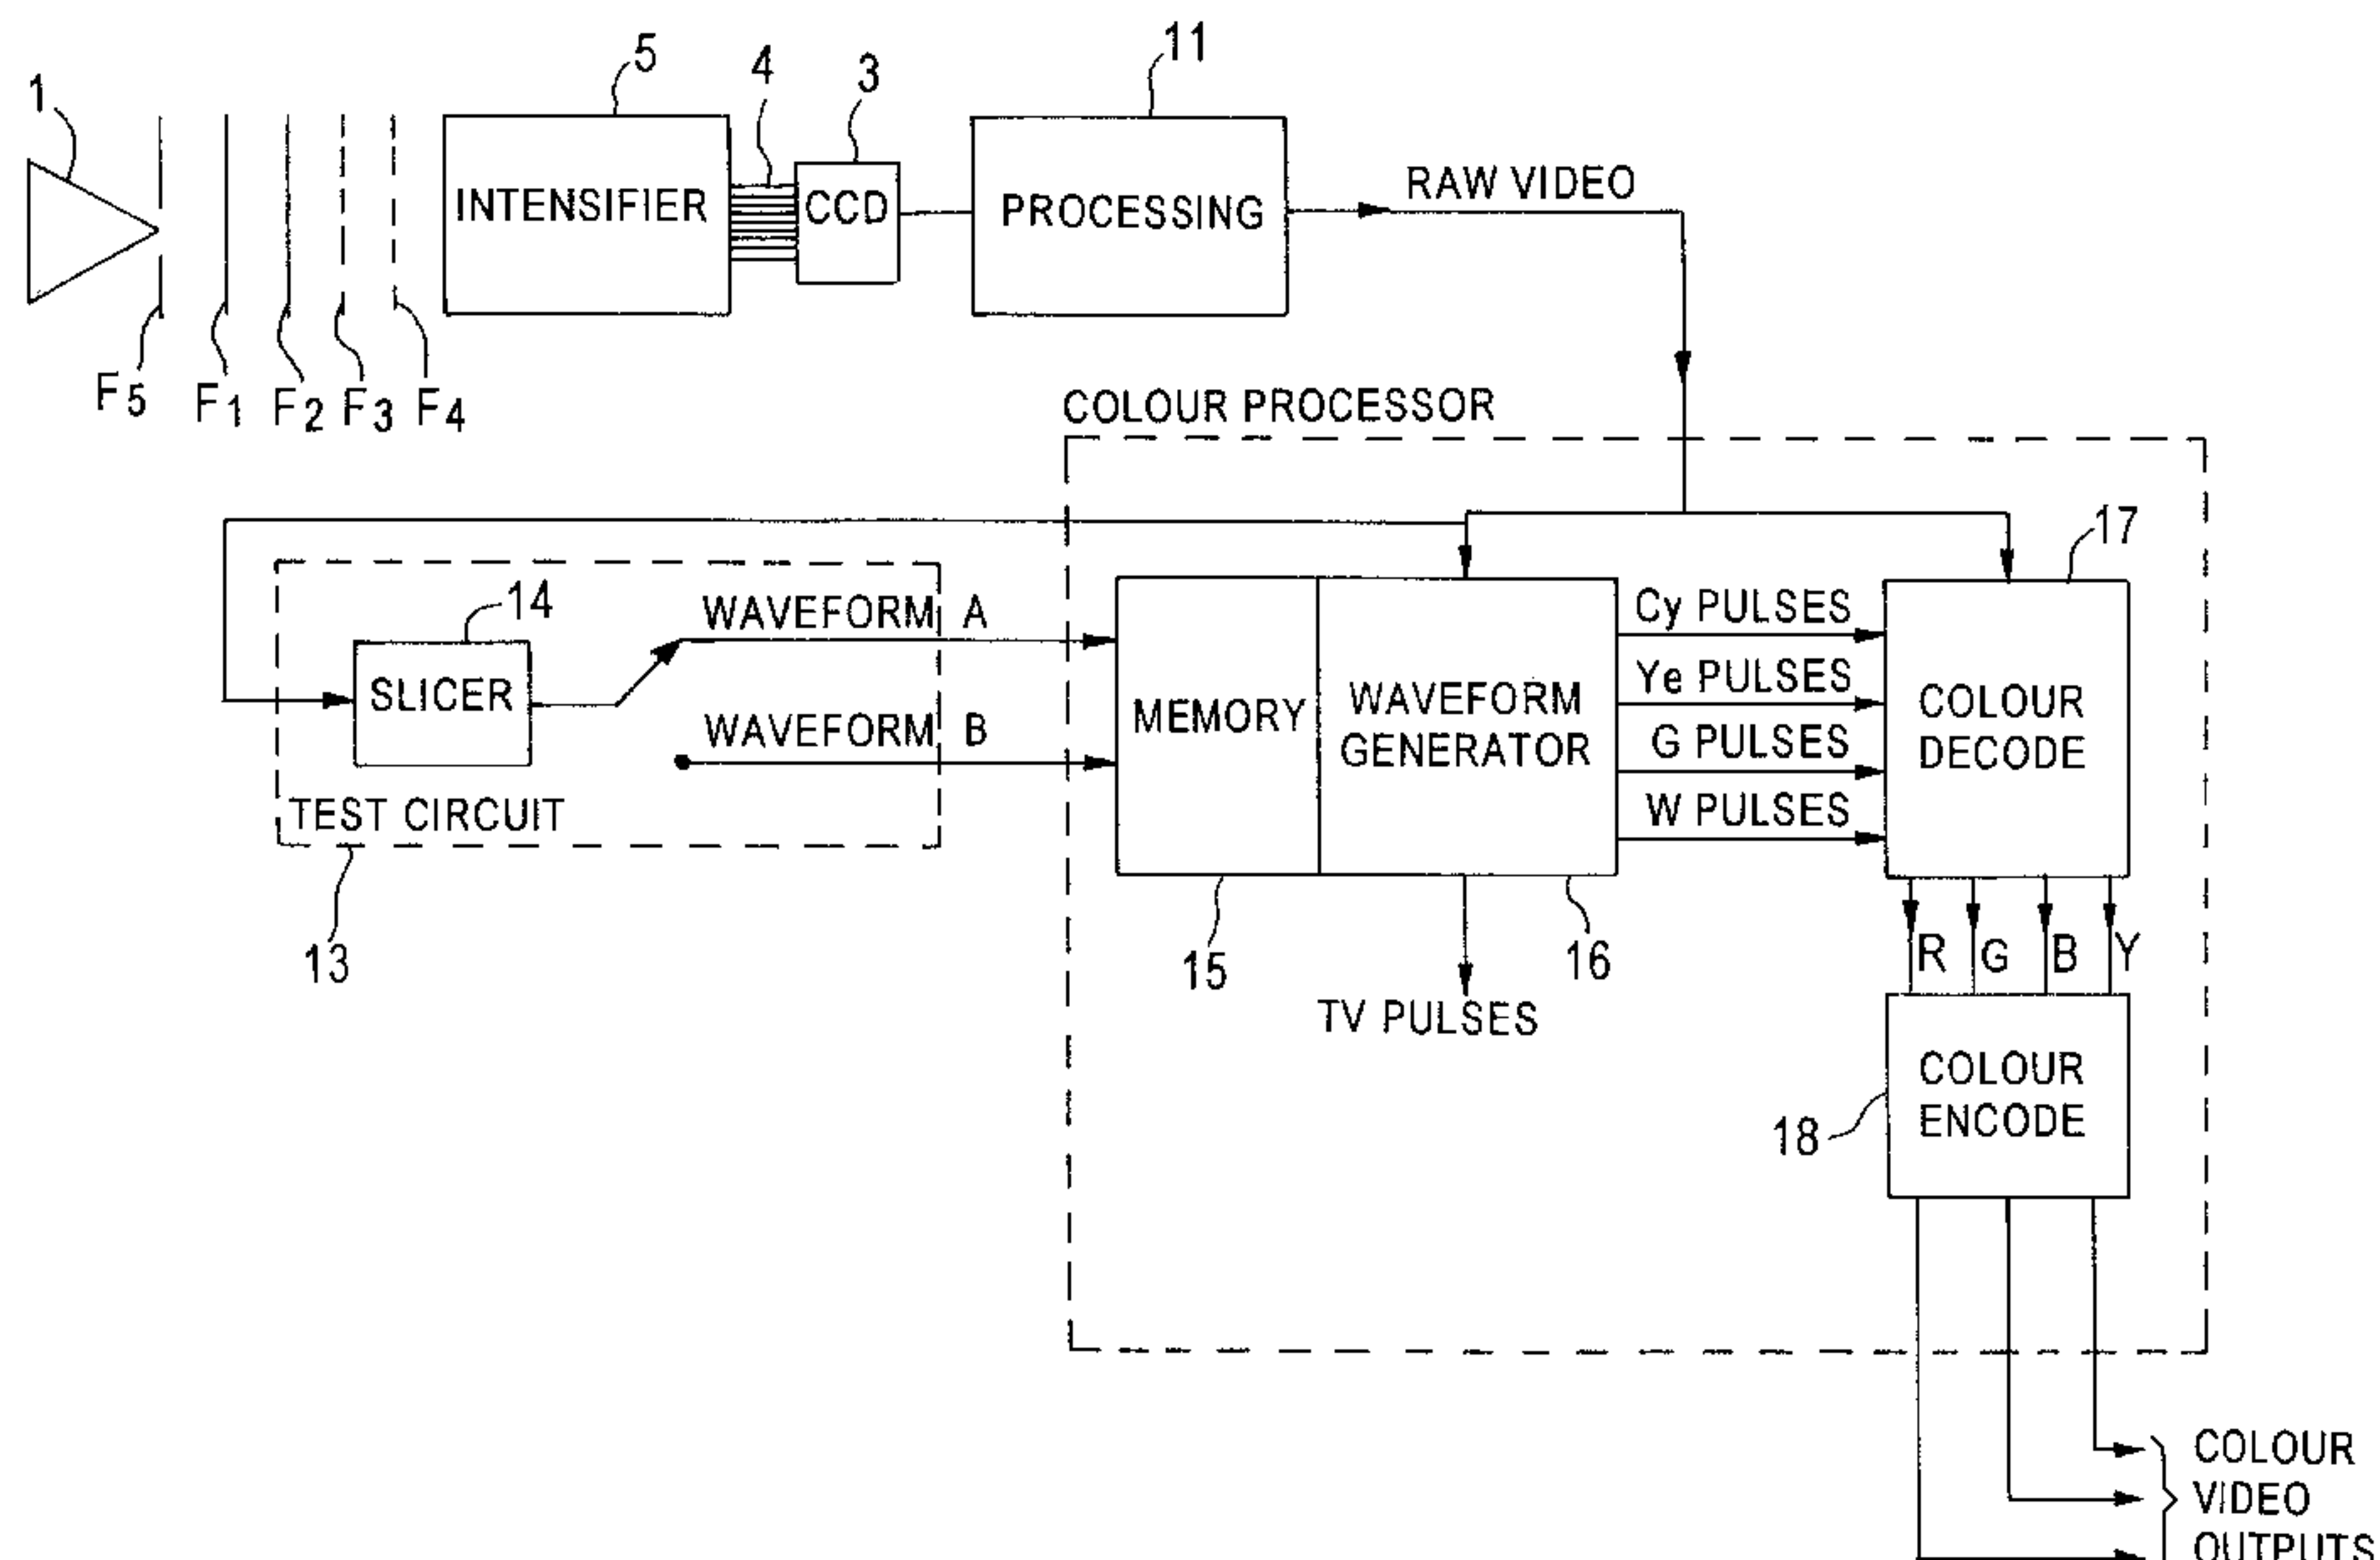 1
5
4
3
11
INTENSIFIER
CCD
PROCESSING
RAW VIDEO
F5
F1
F2
F3
F4
COLOUR PROCESSOR
17
14
WAVEFORM A
SLICER
WAVEFORM B
TEST CIRCUIT
13
MEMORY
WAVEFORM
GENERATOR
Cy PULSES
Ye PULSES
G PULSES
W PULSES
COLOUR
DECODE
15
16
TV PULSES
R
G
B
Y
COLOUR
ENCODE
18
COLOUR
VIDEO
OUTPUTS